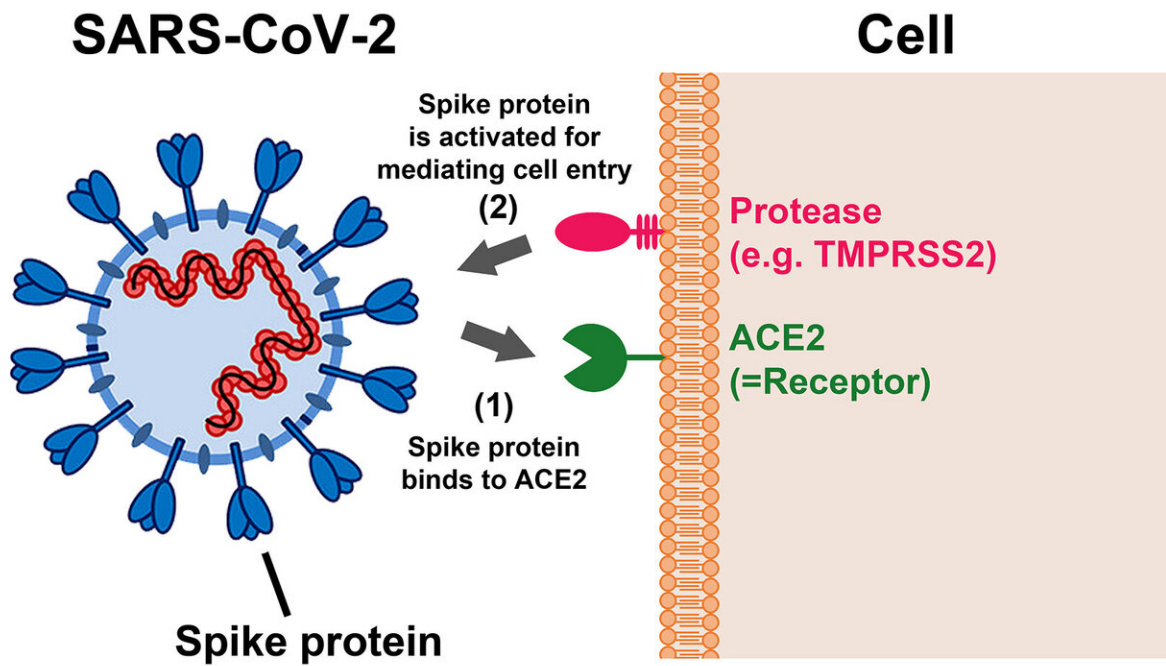 SARS-CoV-2
Cell
Spike protein
is activated for
mediating cell entry
(2)
Protease
(e.g. TMPRSS2)
ACE2
(=Receptor)
(1)
Spike protein
binds to ACE2
Spike protein